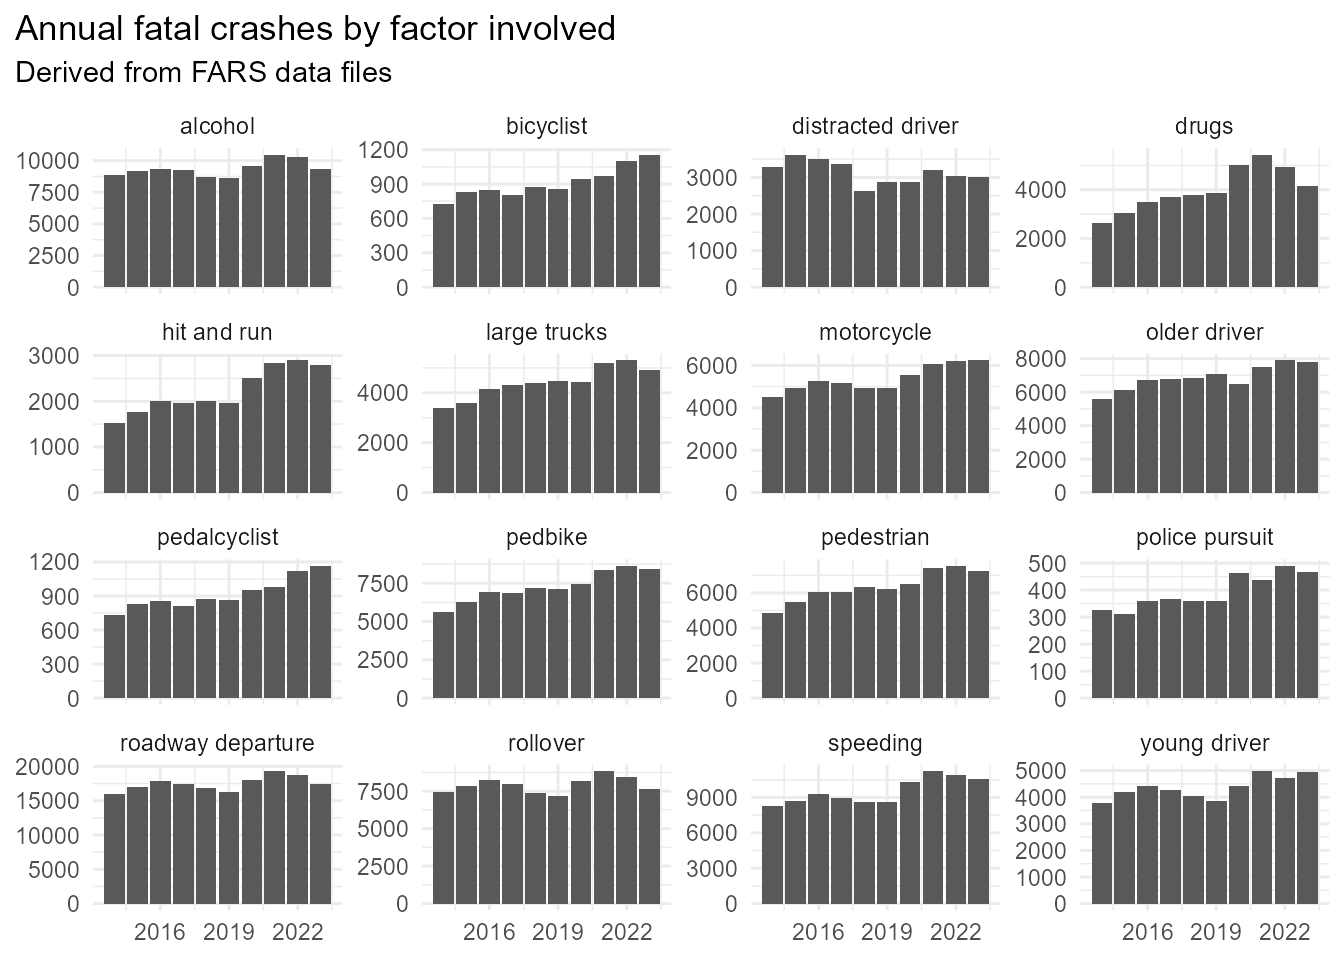 Annual fatal crashes by factor involved
Derived from FARS data files
alcohol bicyclist distracted driver drugs
10000 1200
7500 900 3000 4000
5000 600 2000
2500 300 1000 2000
0 0 0 0
hit and run large trucks motorcycle older driver
3000 6000 8000
2000 4000 4000 6000
1000 2000 2000 4000
2000
0 0 0 0
pedalcyclist pedbike pedestrian police pursuit
1200 500
900 7500 6000 400
600 5000 4000 300
300 2500 2000 200
100
0 0 0 0
roadway departure rollover speeding young driver
20000 5000
15000 7500 9000 4000
10000 5000 6000 3000
5000 2500 3000 2000
1000
0 0 0 0
2016 2019 2022 2016 2019 2022 2016 2019 2022 2016 2019 2022